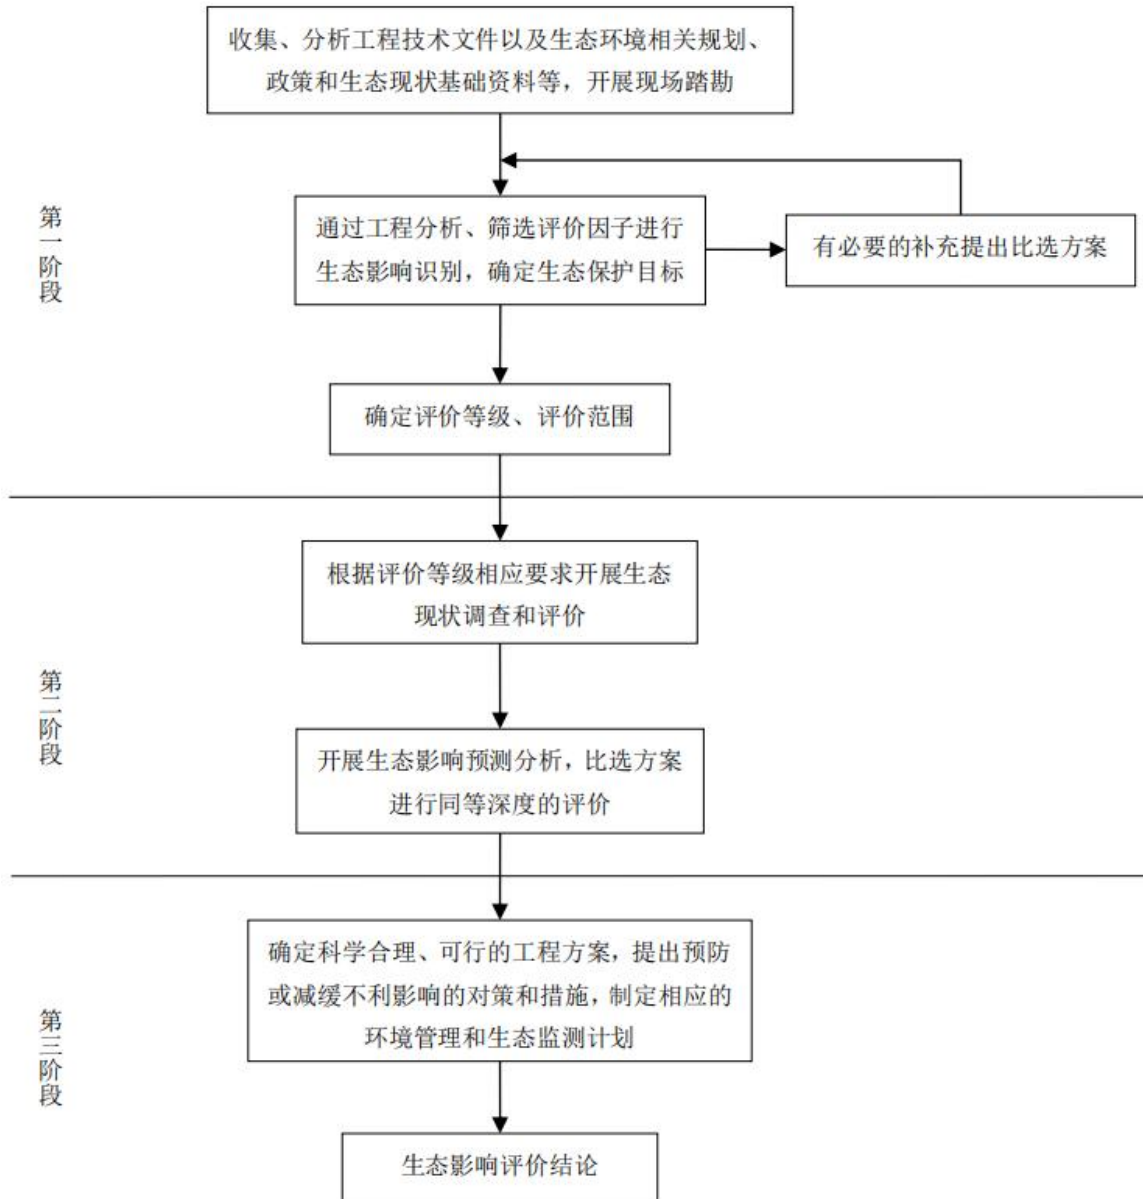 收集、分析工程技术文件以及生态环境相关规划、
政策和生态现状基础资料等，开展现场踏勘
第一阶段
通过工程分析、筛选评价因子进行
生态影响识别，确定生态保护目标
有必要的补充提出比选方案
确定评价等级、评价范围
第二阶段
根据评价等级相应要求开展生态
现状调查和评价
开展生态影响预测分析，比选方案
进行同等深度的评价
第三阶段
确定科学合理、可行的工程方案，提出预防
或减缓不利影响的对策和措施，制定相应的
环境管理和生态监测计划
生态影响评价结论